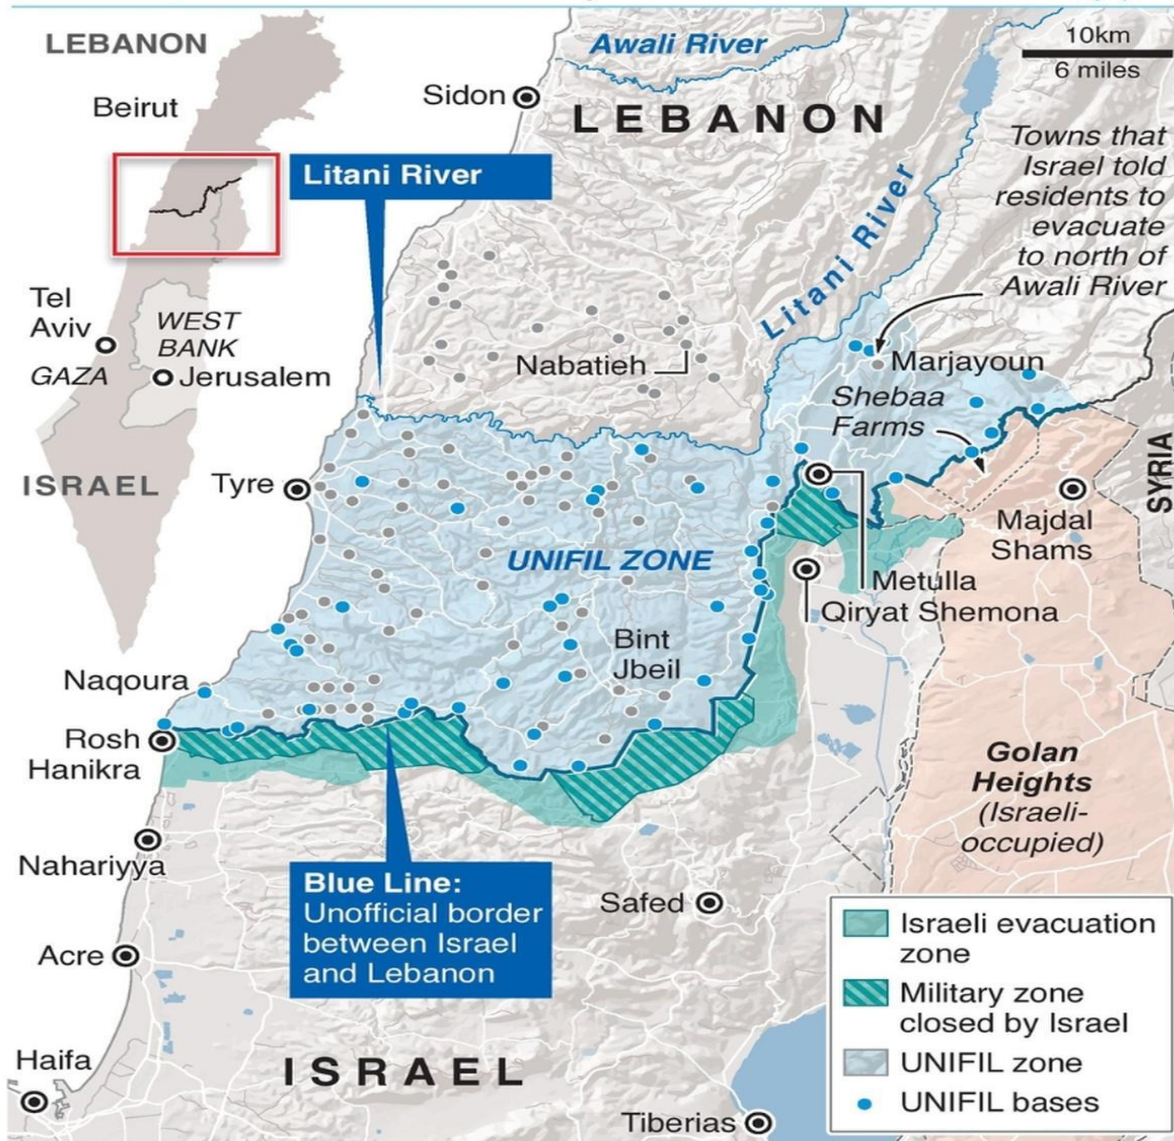 LEBANON
Beirut
Tel
Aviv
WEST
BANK
GAZA
Jerusalem
ISRAEL
Awali River
Sidon
LEBANON
10km
6 miles
Litani River
Towns that
Israel told
residents to
evacuate
to north of
Awali River
Litani River
Nabatieh
Marjayoun
Shebaa
Farms
SYRIA
Tyre
Majdal
Shams
UNIFIL ZONE
Metulla
Qiryat Shemona
Bint
Jbeil
Naqoura
Rosh
Hanikra
Golan
Heights
(Israeli-
occupied)
Nahariyya
Blue Line:
Unofficial border
between Israel
and Lebanon
Safed
Acre
Haifa
ISRAEL
Tiberias
Israeli evacuation
zone
Military zone
closed by Israel
UNIFIL zone
UNIFIL bases